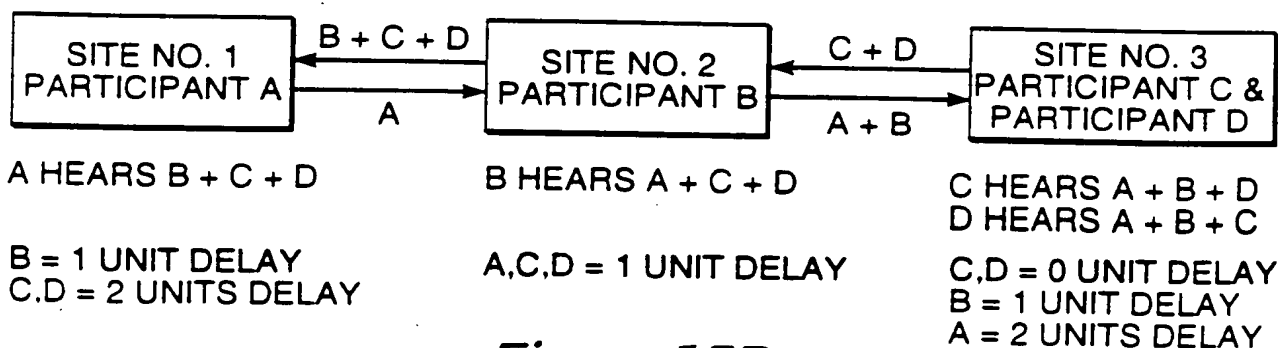 SITE NO. 1
PARTICIPANT A
B + C + D
A
SITE NO. 2
PARTICIPANT B
C + D
A + B
SITE NO. 3
PARTICIPANT C &
PARTICIPANT D
A HEARS B + C + D
B = 1 UNIT DELAY
C,D = 2 UNITS DELAY
B HEARS A + C + D
A,C,D = 1 UNIT DELAY
C HEARS A + B + D
D HEARS A + B + C
C,D = 0 UNIT DELAY
B = 1 UNIT DELAY
A = 2 UNITS DELAY